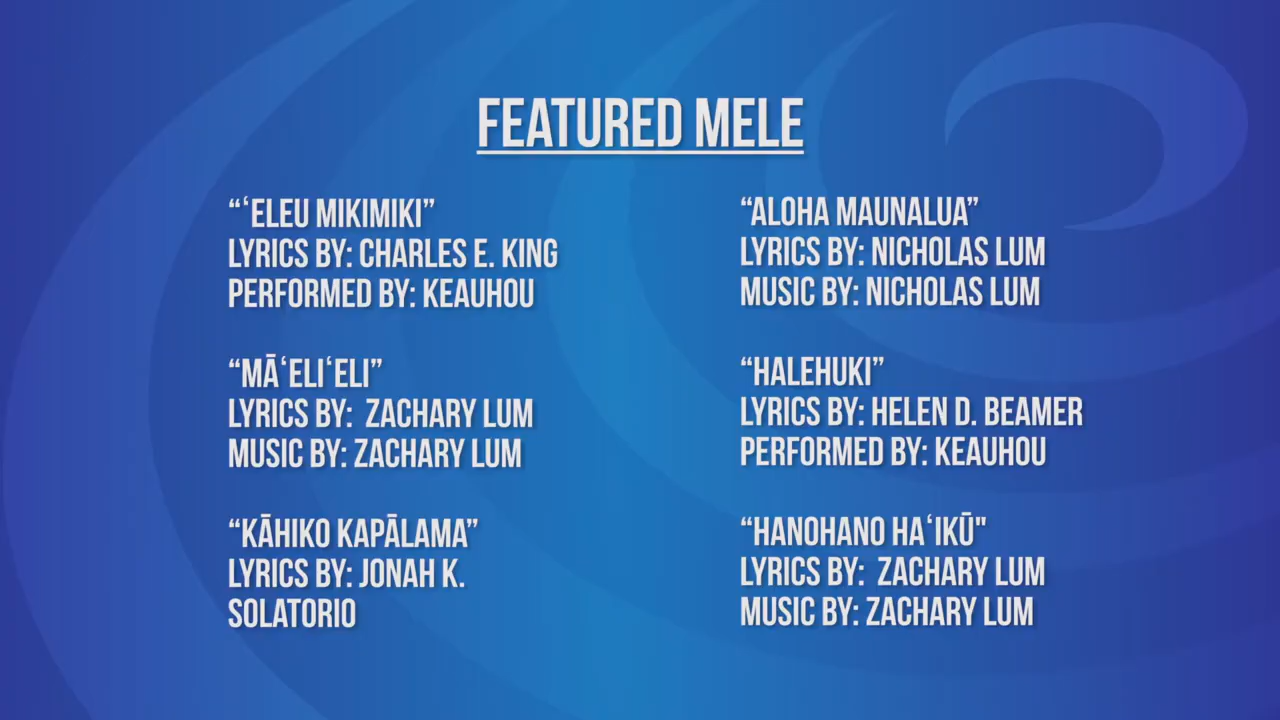 FEATURED MELE
“ʻELEU MIKIMIKI”
LYRICS BY: CHARLES E. KING
PERFORMED BY: KEAUHOU
“MĀʻELIʻELI”
LYRICS BY:  ZACHARY LUM
MUSIC BY: ZACHARY LUM
“KĀHIKO KAPĀLAMA”
LYRICS BY: JONAH K.
SOLATORIO
“ALOHA MAUNALUA”
LYRICS BY: NICHOLAS LUM
MUSIC BY: NICHOLAS LUM
“HALEHUKI”
LYRICS BY: HELEN D. BEAMER
PERFORMED BY: KEAUHOU
“HANOHANO HAʻIKŪ"
LYRICS BY:  ZACHARY LUM
MUSIC BY: ZACHARY LUM